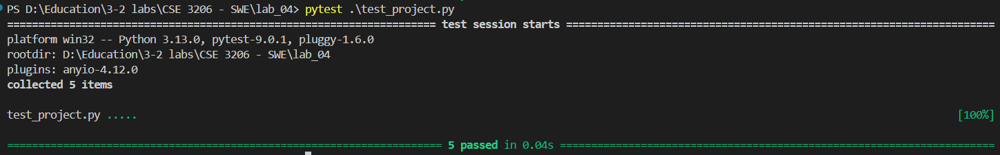 PS D:\Education\3-2 labs\CSE 3206 - SWE\lab_04> pytest .\test_project.py
===================================================================== test session starts =====================================================================
platform win32 -- Python 3.13.0, pytest-9.0.1, pluggy-1.6.0
rootdir: D:\Education\3-2 labs\CSE 3206 - SWE\lab_04
plugins: anyio-4.12.0
collected 5 items
test_project.py ..... [100%]
====================================================================== 5 passed in 0.04s ======================================================================